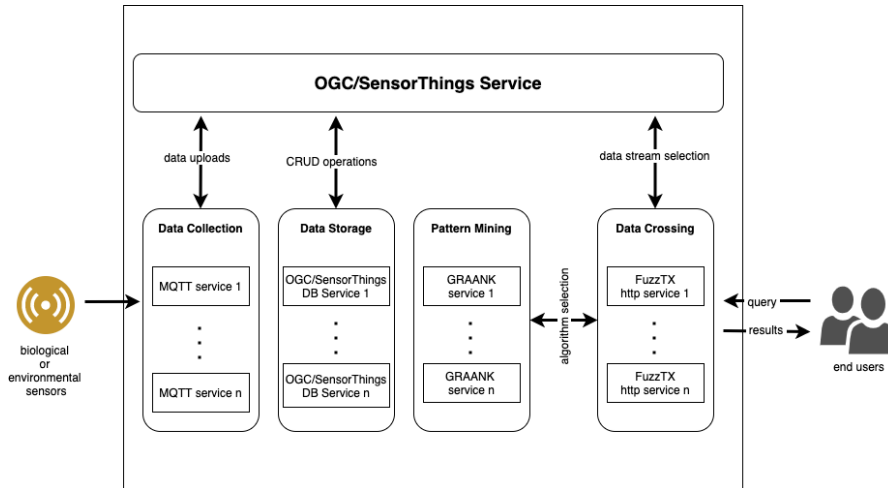 OGC/SensorThings Service
data uploads
CRUD operations
data stream selection
Data Collection
MQTT service 1
MQTT service n
Data Storage
OGC/SensorThings
DB Service 1
OGC/SensorThings
DB Service n
Pattern Mining
GRAANK
service 1
GRAANK
service n
algorithm selection
Data Crossing
FuzzTX
http service 1
FuzzTX
http service n
biological
or
environmental
sensors
query
results
end users